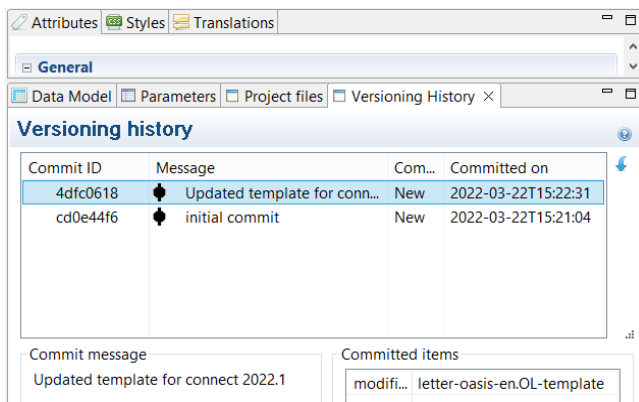 Attributes Styles Translations
General
Data Model Parameters Project files Versioning History
Versioning history
Commit ID Message Com... Committed on
4dfc0618 Updated template for conn... New 2022-03-22T15:22:31
cd0e44f6 initial commit New 2022-03-22T15:21:04
Commit message Committed items
Updated template for connect 2022.1 modifi... letter-oasis-en.OL-template